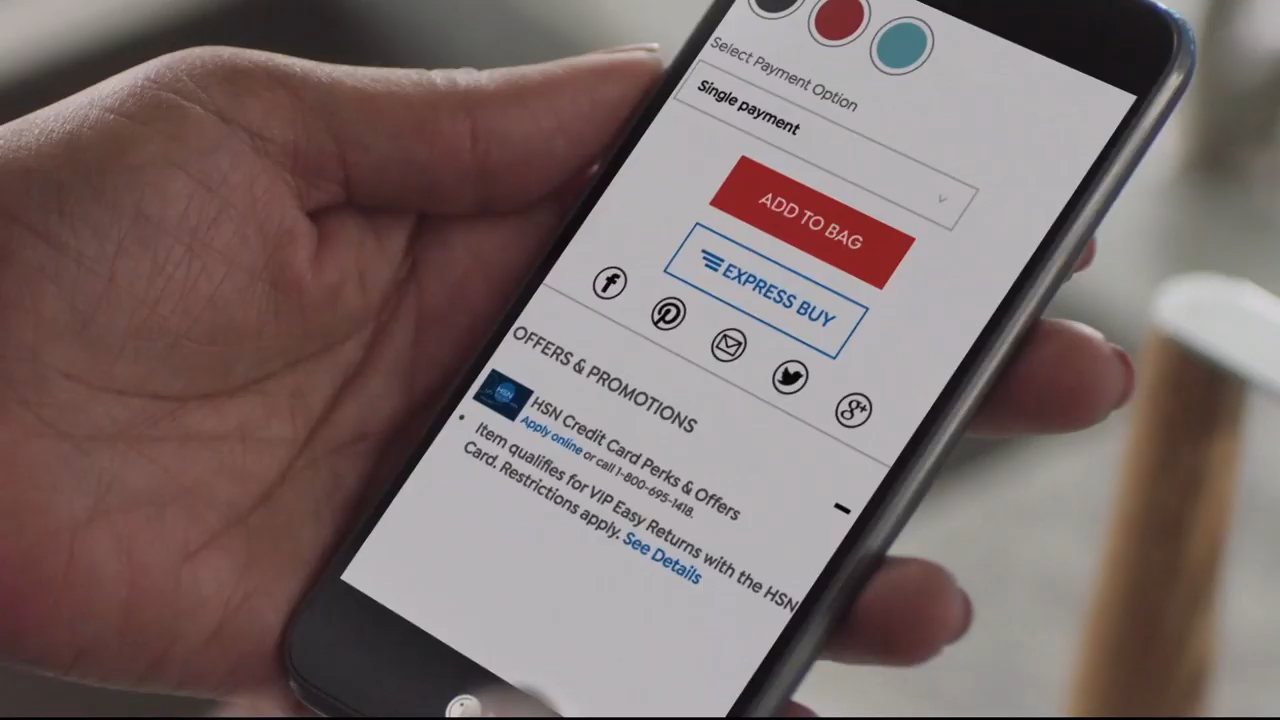 Select Payment Option
Single payment
ADD TO BAG
EXPRESS BUY
OFFERS & PROMOTIONS
HSN
HSN Credit Card Perks & Offers
Apply online or call 1-800-695-1418.
Item qualifies for VIP Easy Returns with the HSN
Card. Restrictions apply. See Details